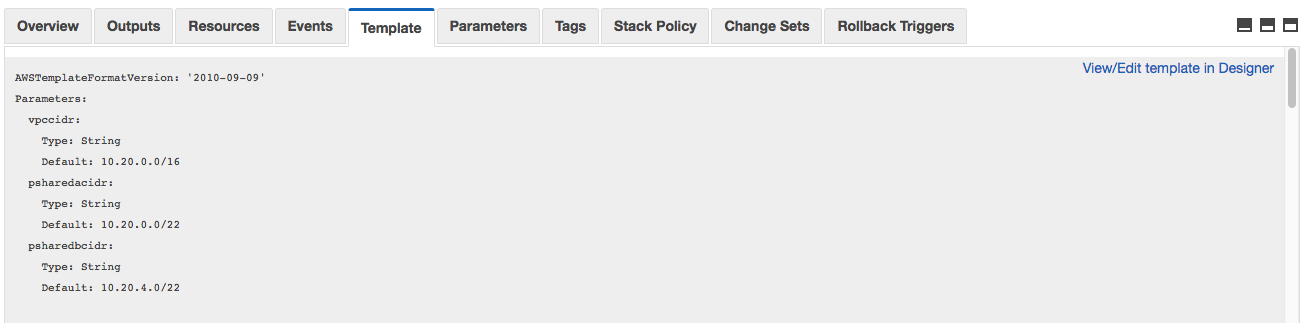 Overview Outputs Resources Events Template Parameters Tags Stack Policy Change Sets Rollback Triggers
View/Edit template in Designer
AWSTemplateFormatVersion: '2010-09-09'
Parameters:
  vpccidr:
    Type: String
    Default: 10.20.0.0/16
  psharedacidr:
    Type: String
    Default: 10.20.0.0/22
  psharedbcidr:
    Type: String
    Default: 10.20.4.0/22